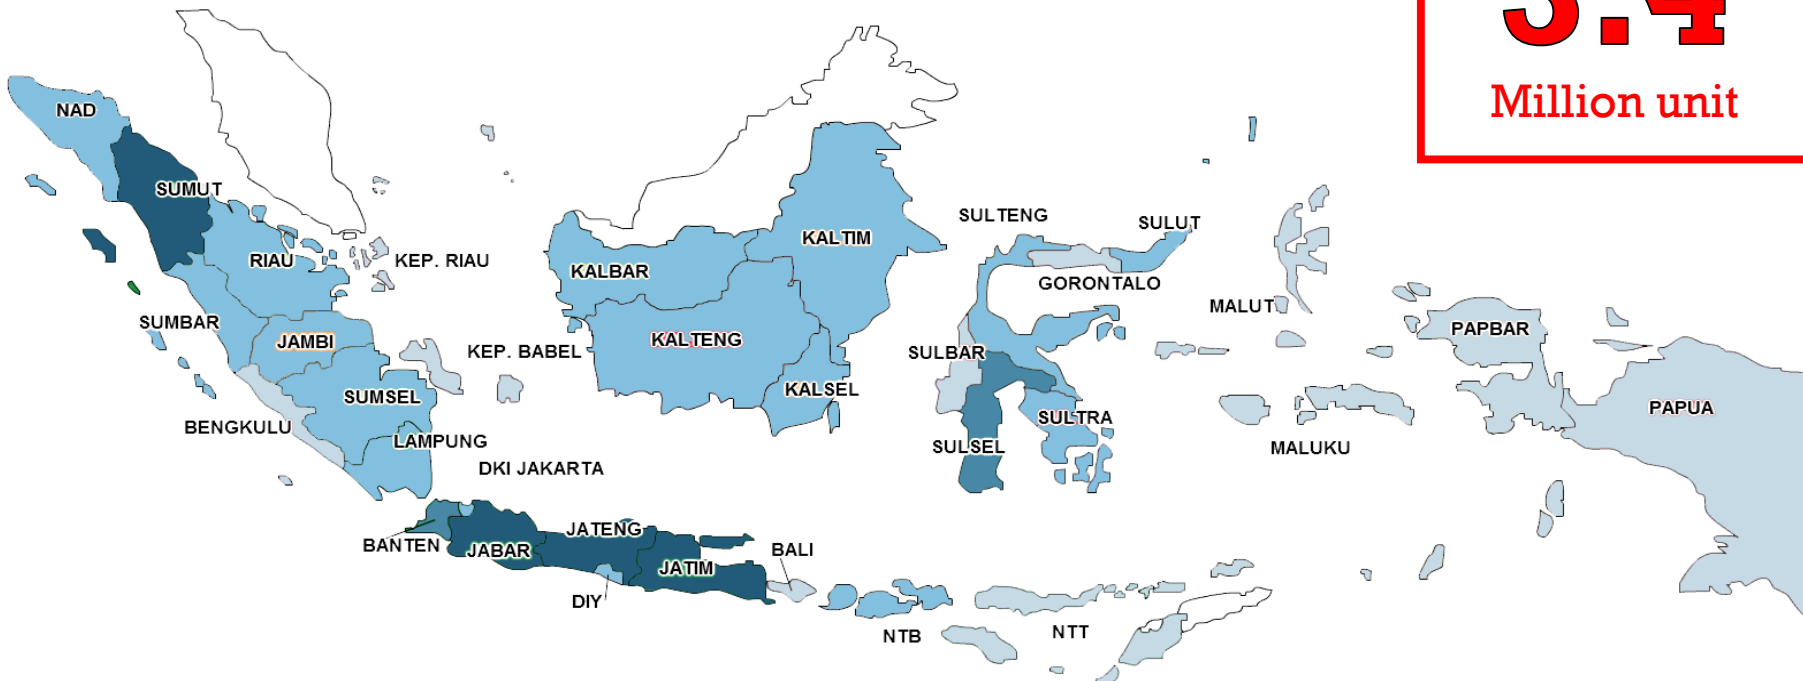 3.4
Million unit
NAD
SUMUT
SULTENG
SULUT
KALTIM
RIAU
KEP. RIAU
KALBAR
GORONTALO
MALUT
SUMBAR
PAPBAR
JAMBI
KALTENG
KEP. BABEL
SULBAR
KALSEL
SUMSEL
PAPUA
SULTRA
BENGKULU
LAMPUNG
SULSEL
MALUKU
DKI JAKARTA
JATENG
BANTEN
JABAR
BALI
JATIM
DIY
NTB
NTT